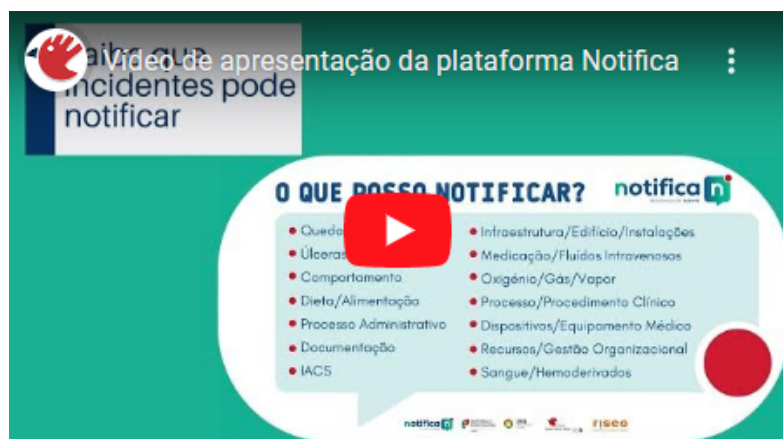 Vídeo de apresentação da plataforma Notifica
incidentes pode
notificar
O QUE POSSO NOTIFICAR?
notifica n
Queda
Úlceras
Comportamento
Dieta/Alimentação
Processo Administrativo
Documentação
IACS
Infraestrutura/Edifício/Instalações
Medicação/Fluidos Intravenosos
Oxigénio/Gás/Vapor
Processo/Procedimento Clínico
Dispositivos/Equipamento Médico
Recursos/Gestão Organizacional
Sangue/Hemoderivados
notifica n
risco